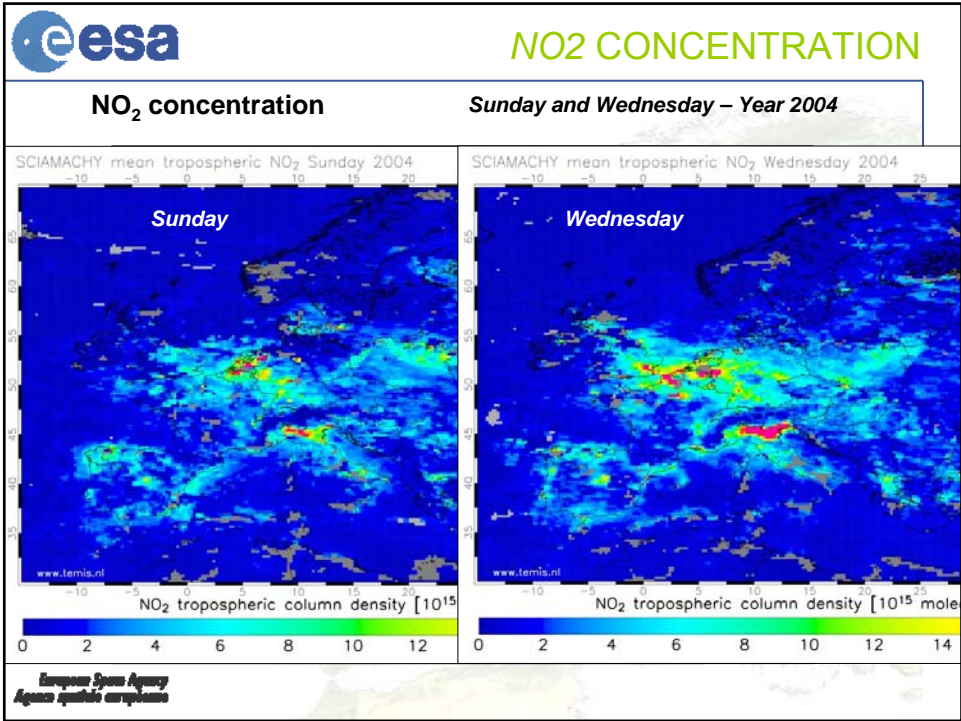 esa
NO2 CONCENTRATION
NO2 concentration
Sunday and Wednesday – Year 2004
SCIAMACHY mean tropospheric NO2 Sunday 2004
-10 -5 0 5 10 15 20
Sunday
65
60
55
50
45
40
35
www.temis.nl
-10 -5 0 5 10 15 20
NO2 tropospheric column density [10^15
0 2 4 6 8 10 12
SCIAMACHY mean tropospheric NO2 Wednesday 2004
-10 -5 0 5 10 15 20 25
Wednesday
65
60
55
50
45
40
35
www.temis.nl
-10 -5 0 5 10 15 20 25
NO2 tropospheric column density [10^15 molec
0 2 4 6 8 10 12 14
European Space Agency
Agence spatiale européenne